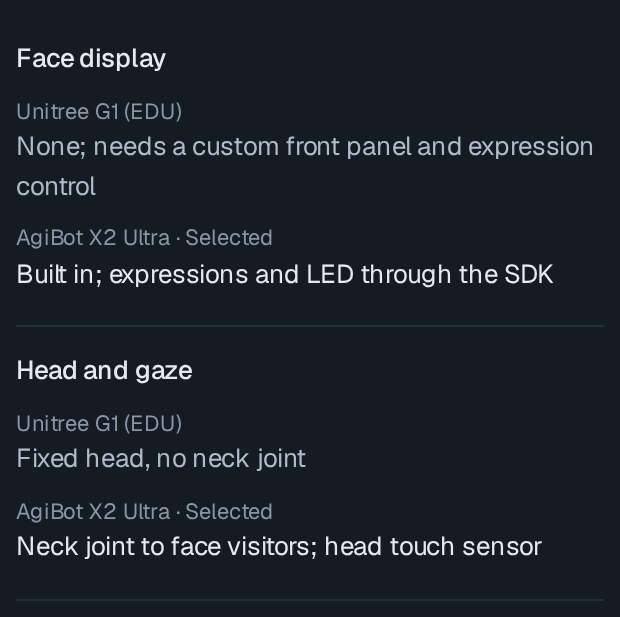 Face display
Unitree G1 (EDU)
None; needs a custom front panel and expression
control
AgiBot X2 Ultra · Selected
Built in; expressions and LED through the SDK
Head and gaze
Unitree G1 (EDU)
Fixed head, no neck joint
AgiBot X2 Ultra · Selected
Neck joint to face visitors; head touch sensor